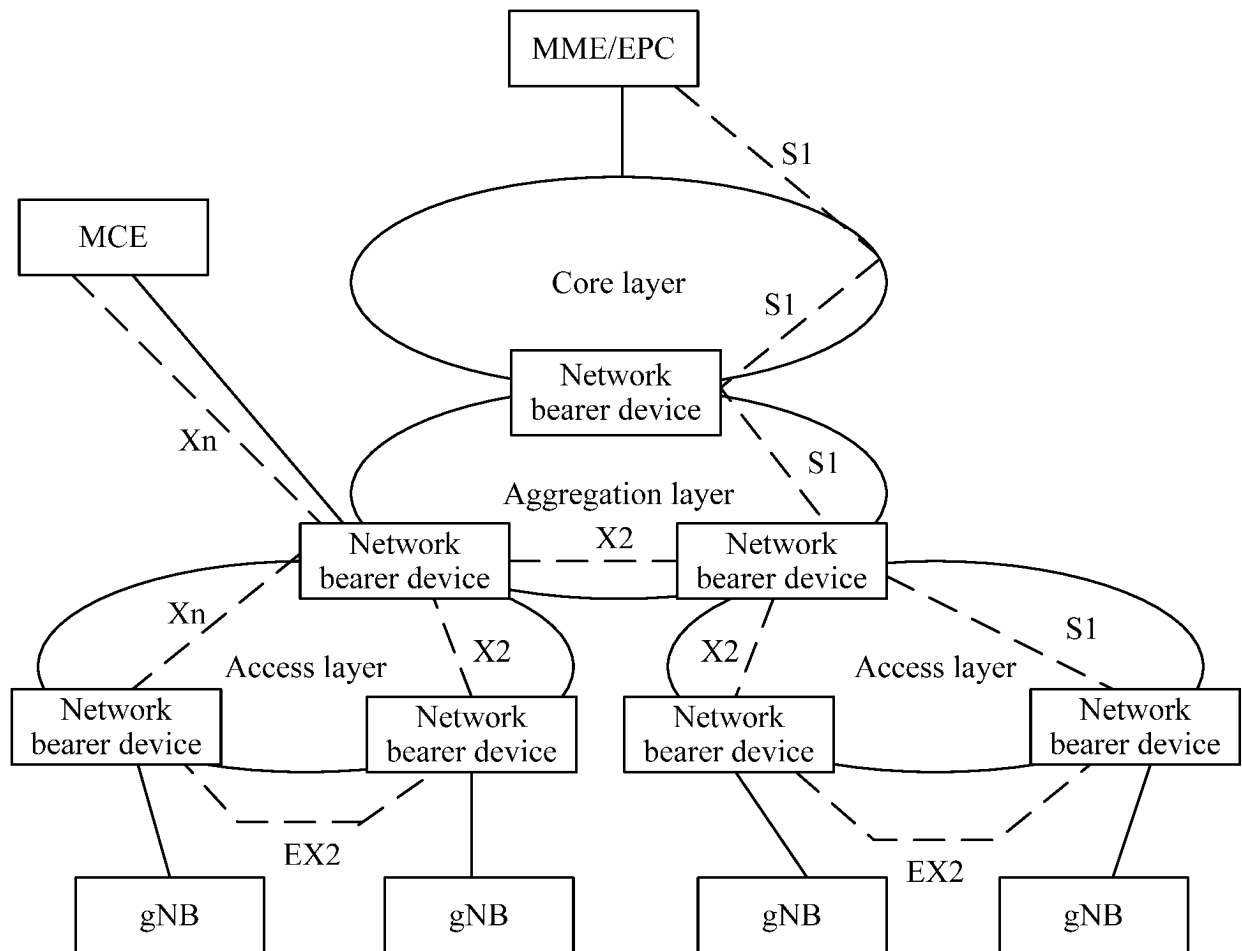 MME/EPC
S1
MCE
Core layer
S1
Network
bearer device
Xn
S1
Aggregation layer
Network
bearer device
X2
Network
bearer device
Xn
X2
X2
S1
Access layer
Access layer
Network
bearer device
Network
bearer device
Network
bearer device
Network
bearer device
EX2
EX2
gNB
gNB
gNB
gNB